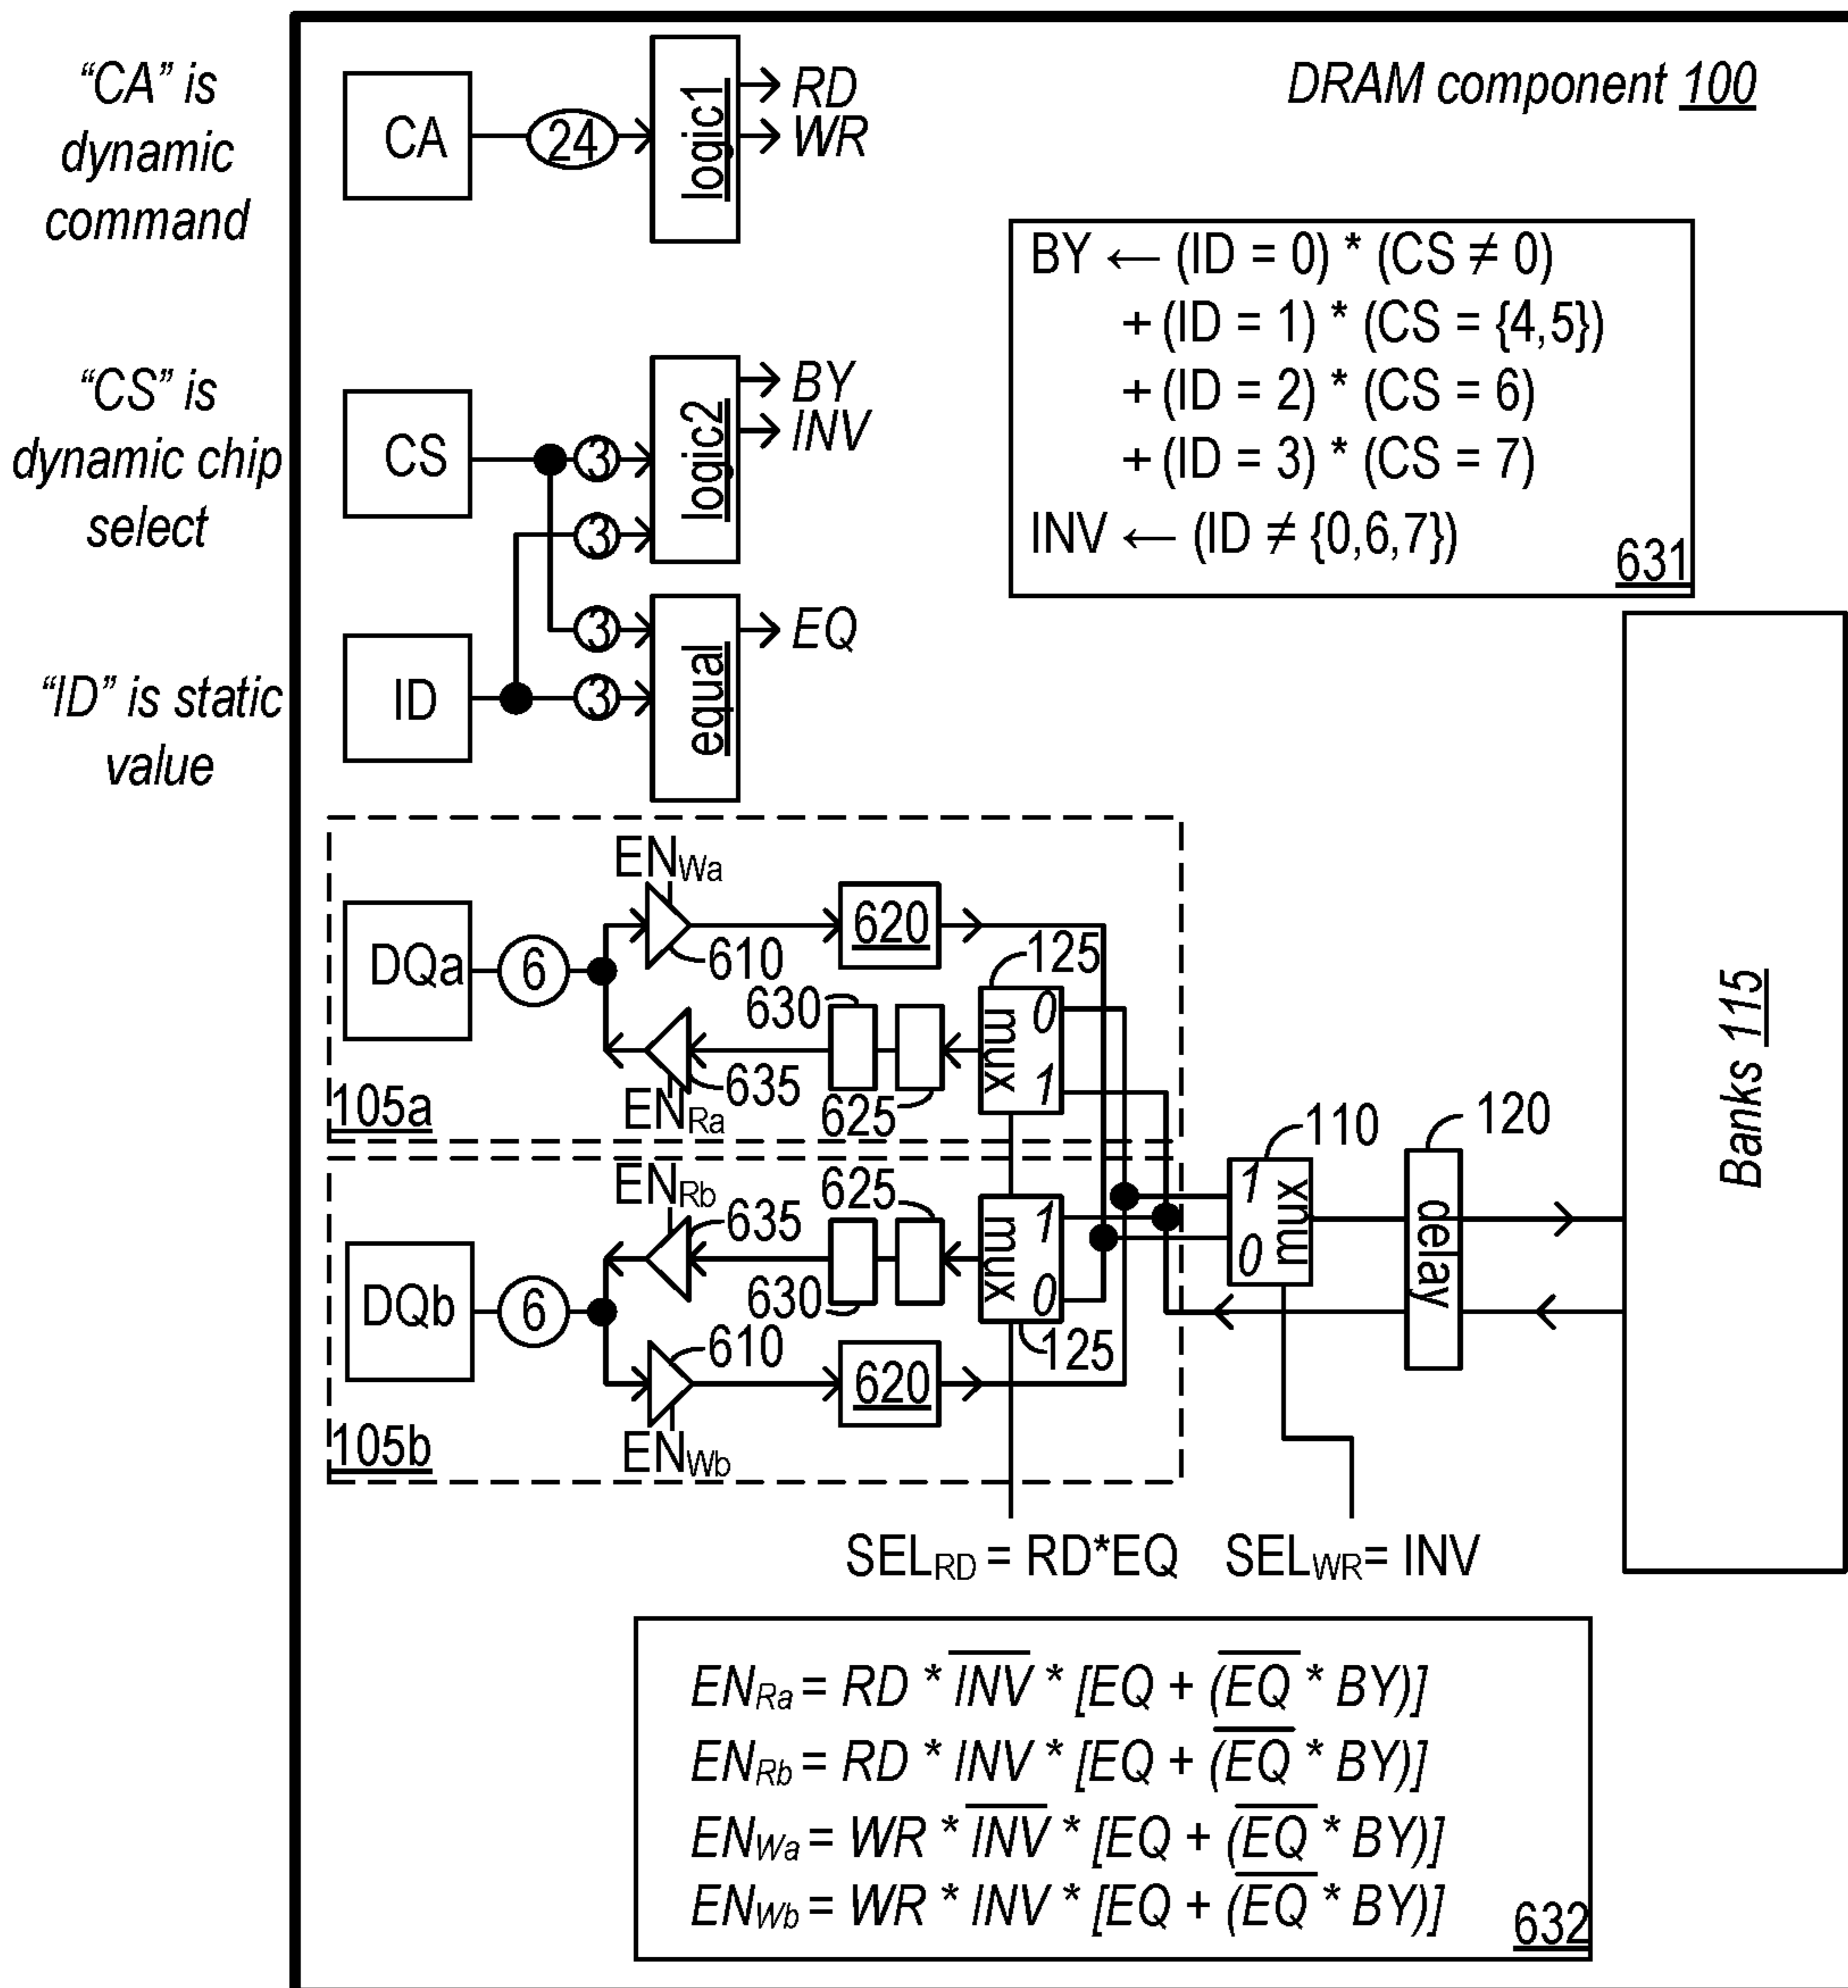 “CA” is
dynamic
command
CA
24
logic1
RD
WR
DRAM component 100
BY ← (ID = 0) * (CS ≠ 0)
+ (ID = 1) * (CS = {4,5})
+ (ID = 2) * (CS = 6)
+ (ID = 3) * (CS = 7)
INV ← (ID ≠ {0,6,7})
631
“CS” is
dynamic chip
select
CS
3
3
logic2
BY
INV
“ID” is static
value
ID
3
3
equal
EQ
Banks 115
ENWa
DQa
6
610
620
125
630
mux
0
1
635
625
ENRa
105a
110
120
ENRb
625
635
mux
1
0
mux
1
0
delay
DQb
6
630
610
620
125
ENWb
105b
SELRD = RD*EQ
SELWR= INV
ENRa = RD * \overline{INV} * [EQ + (\overline{EQ} * BY)]
ENRb = RD * INV * [EQ + (\overline{EQ} * BY)]
ENWa = WR * \overline{INV} * [EQ + (\overline{EQ} * BY)]
ENWb = WR * INV * [EQ + (\overline{EQ} * BY)]
632